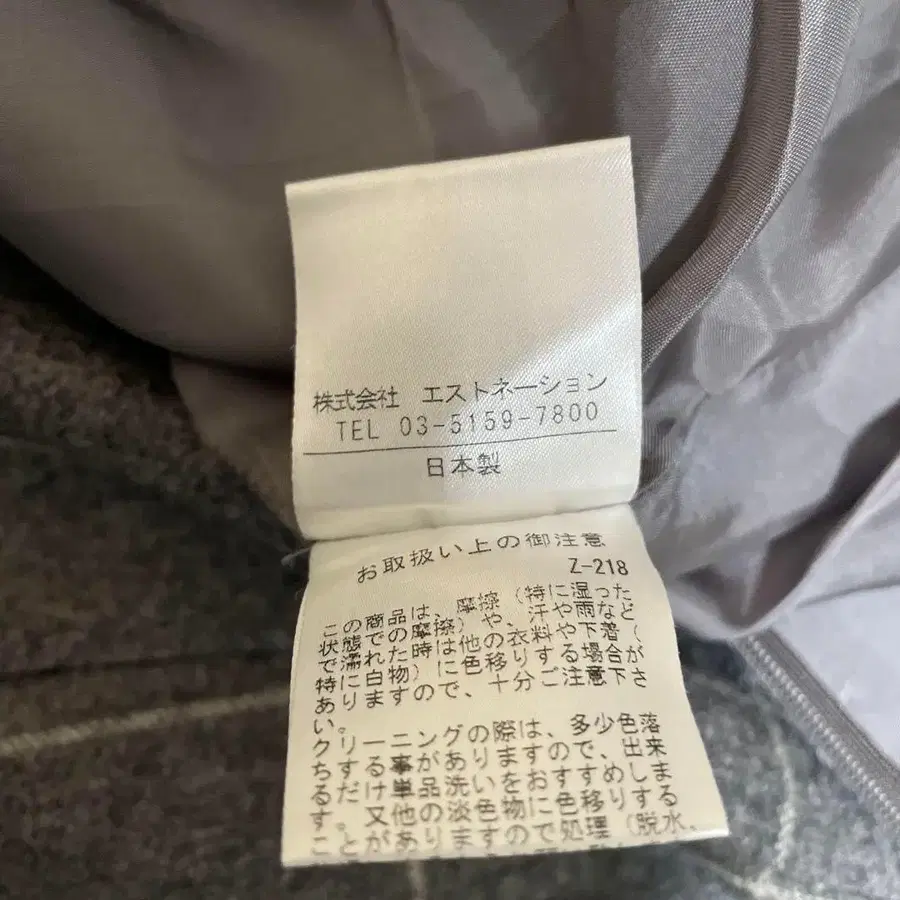 株式会社 エストネーション
TEL 03-5159-7800
日本製
お取扱い上の御注意
Z-218
この商品は、摩擦（特に湿った
状態での摩擦）や、汗や雨など
で濡れた時は他の衣料や下着（
特に白物）に色移りする場合が
ありますので、十分ご注意下さ
い。
クリーニングの際は、多少色落
ちする事がありますので、出来
るだけ単品洗いをおすすめしま
す。又他の淡色物に色移りする
ことがありますので処理（脱水、